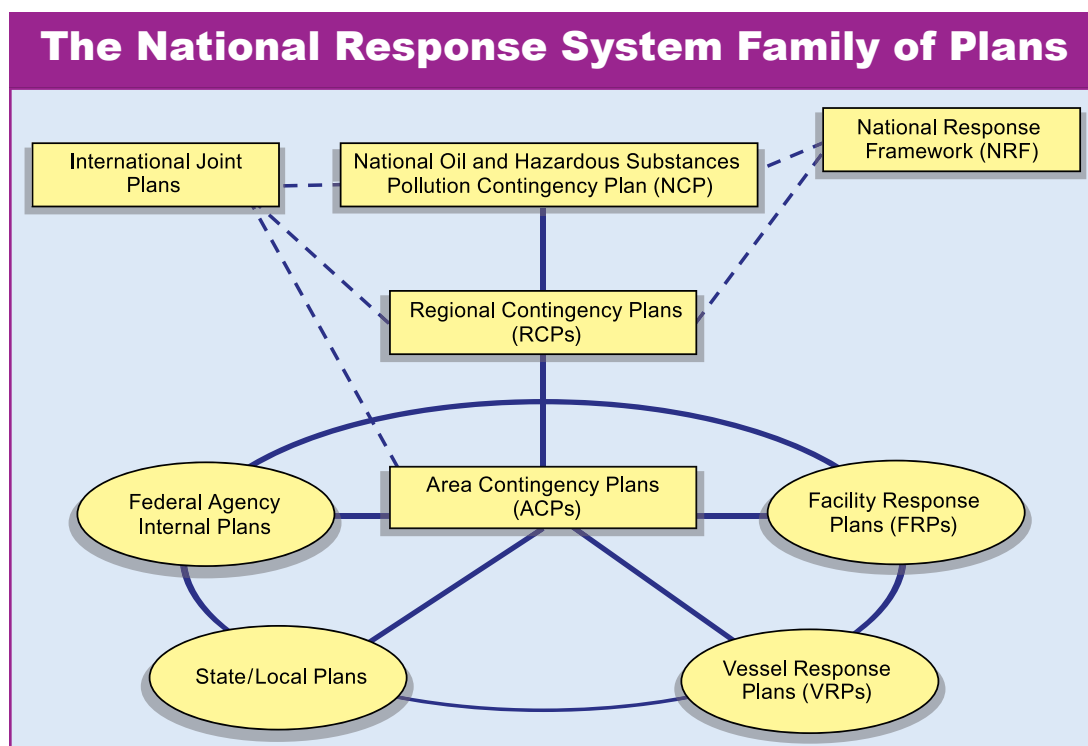 The National Response System Family of Plans
International Joint
Plans
National Oil and Hazardous Substances
Pollution Contingency Plan (NCP)
National Response
Framework (NRF)
Regional Contingency Plans
(RCPs)
Area Contingency Plans
(ACPs)
Federal Agency
Internal Plans
Facility Response
Plans (FRPs)
State/Local Plans
Vessel Response
Plans (VRPs)